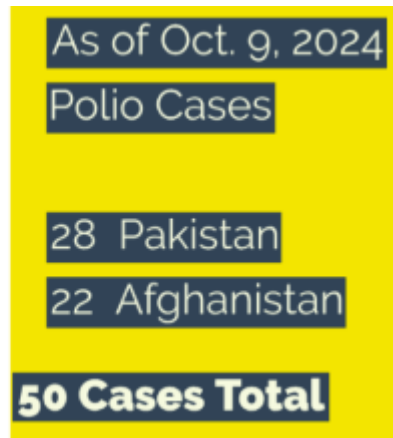 As of Oct. 9, 2024
Polio Cases
28 Pakistan
22 Afghanistan
50 Cases Total